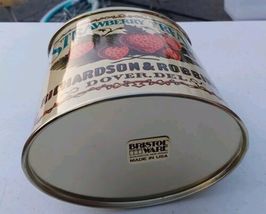 STRAWBERRY
RICHARDSON & ROBB
DOVER, DEL.
BRISTOL
WARE
MADE IN USA